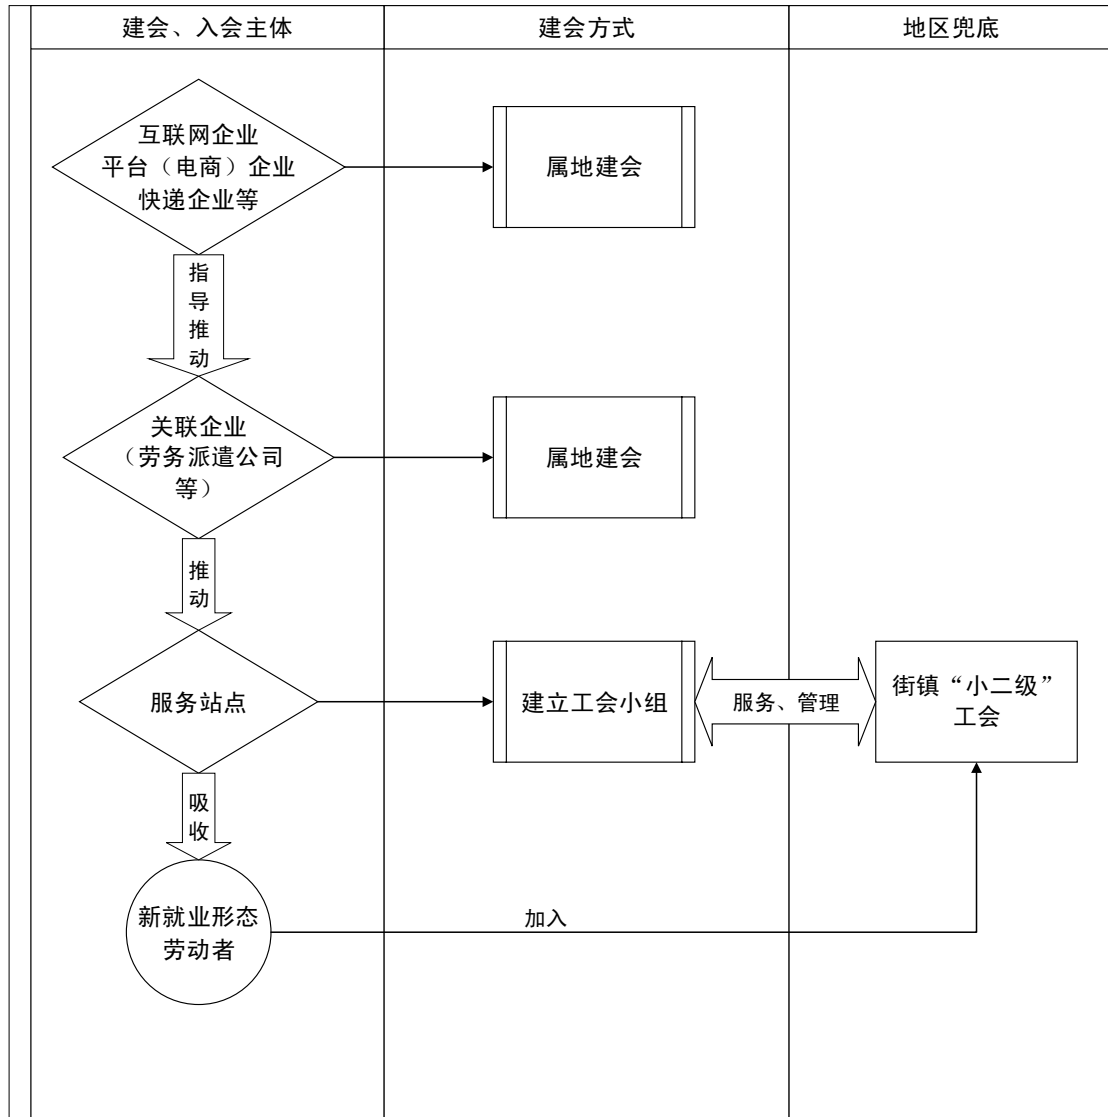 建会、入会主体
建会方式
地区兜底
互联网企业
平台（电商）企业
快递企业等
属地建会
指
导
推
动
关联企业
（劳务派遣公司
等）
属地建会
推
动
服务站点
建立工会小组
服务、管理
街镇“小二级”
工会
吸
收
新就业形态
劳动者
加入